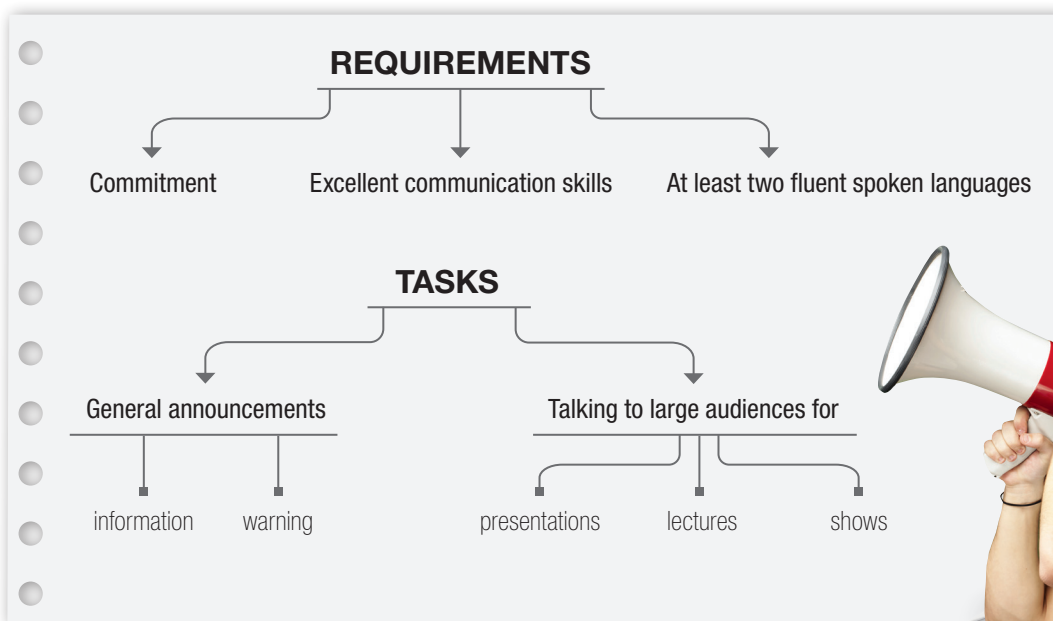 REQUIREMENTS
Commitment
Excellent communication skills
At least two fluent spoken languages
TASKS
General announcements
Talking to large audiences for
information
warning
presentations
lectures
shows